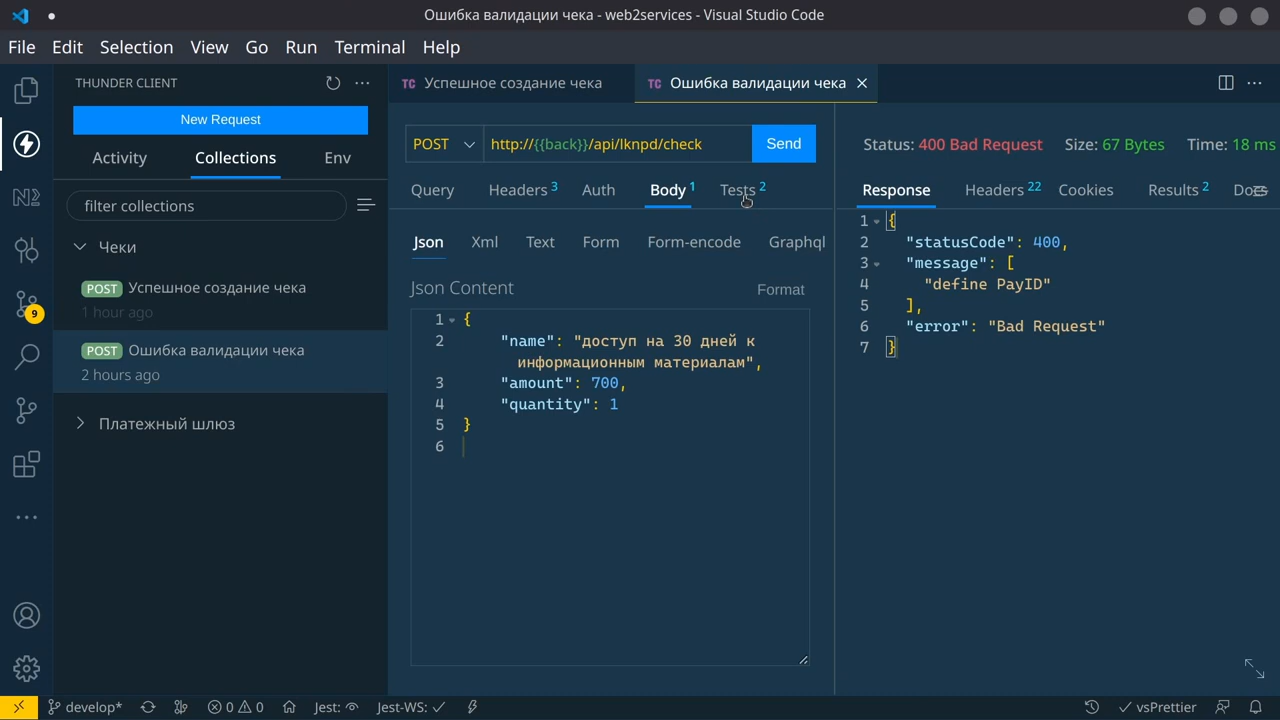 Ошибка валидации чека - web2services - Visual Studio Code
File Edit Selection View Go Run Terminal Help
THUNDER CLIENT
New Request
Activity Collections Env
filter collections
Чеки
POST Успешное создание чека
1 hour ago
POST Ошибка валидации чека
2 hours ago
Платежный шлюз
9
TC Успешное создание чека
TC Ошибка валидации чека
POST http://{{back}}/api/lknpd/check Send
Query Headers 3 Auth Body 1 Tests 2
Json Xml Text Form Form-encode Graphql
Json Content Format
1 {
2 "name": "доступ на 30 дней к
информационным материалам",
3 "amount": 700,
4 "quantity": 1
5 }
6
Status: 400 Bad Request Size: 67 Bytes Time: 18 ms
Response Headers 22 Cookies Results 2 Docs
1 {
2 "statusCode": 400,
3 "message": [
4 "define PayID"
5 ],
6 "error": "Bad Request"
7 }
develop* 0 0 Jest: Jest-WS: vsPrettier